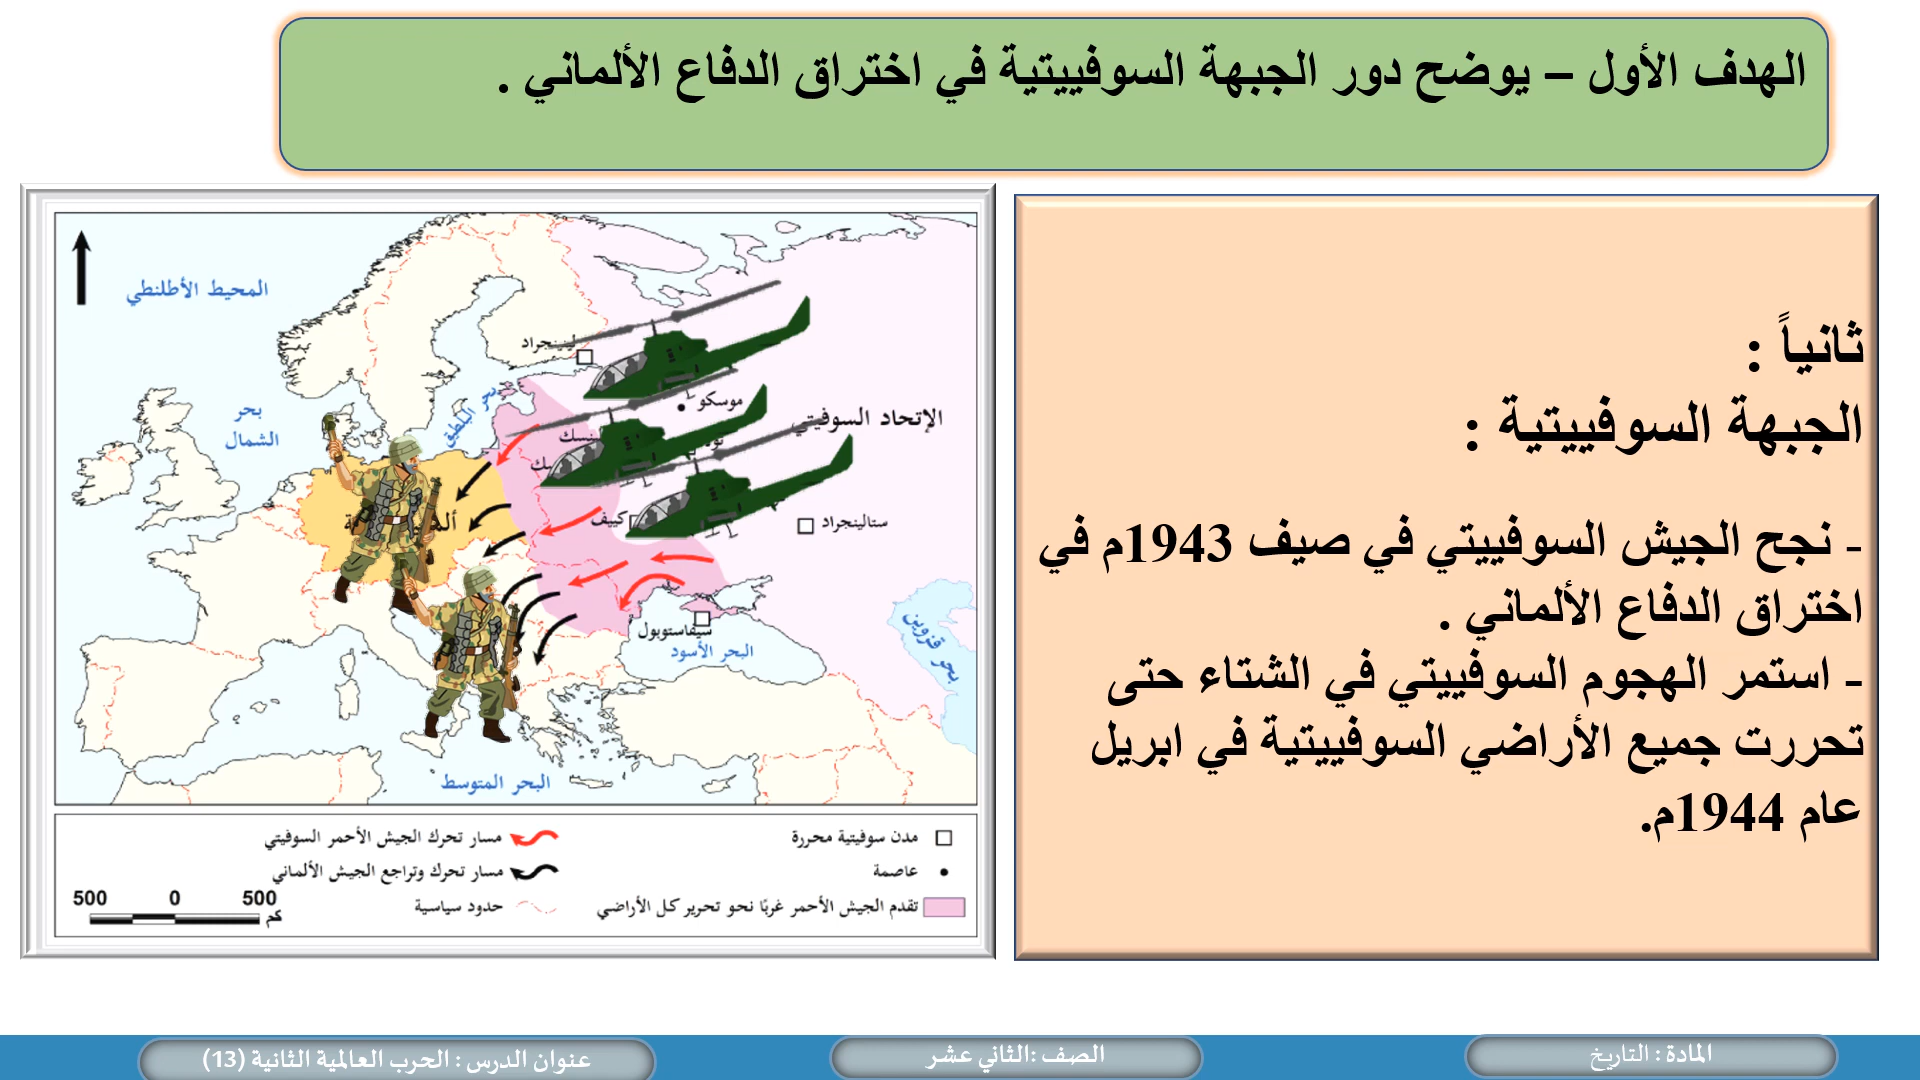 الهدف الأول – يوضح دور الجبهة السوفييتية في اختراق الدفاع الألماني .
ثانياً :
الجبهة السوفييتية :
- نجح الجيش السوفييتي في صيف 1943م في
اختراق الدفاع الألماني .
- استمر الهجوم السوفييتي في الشتاء حتى
تحررت جميع الأراضي السوفييتية في ابريل
عام 1944م.
المحيط الأطلنطي
لينينجراد
بحر
الشمال
بحر البلطيق
موسكو
الإتحاد السوفيتي
كييف
ستالينجراد
سيفاستوبول
البحر الأسود
بحر قزوين
البحر المتوسط
مدن سوفيتية محررة
عاصمة
تقدم الجيش الأحمر غربًا نحو تحرير كل الأراضي
مسار تحرك الجيش الأحمر السوفيتي
مسار تحرك وتراجع الجيش الألماني
حدود سياسية
500 0 500
كم
المادة : التاريخ
الصف :الثاني عشر
عنوان الدرس : الحرب العالمية الثانية (13)